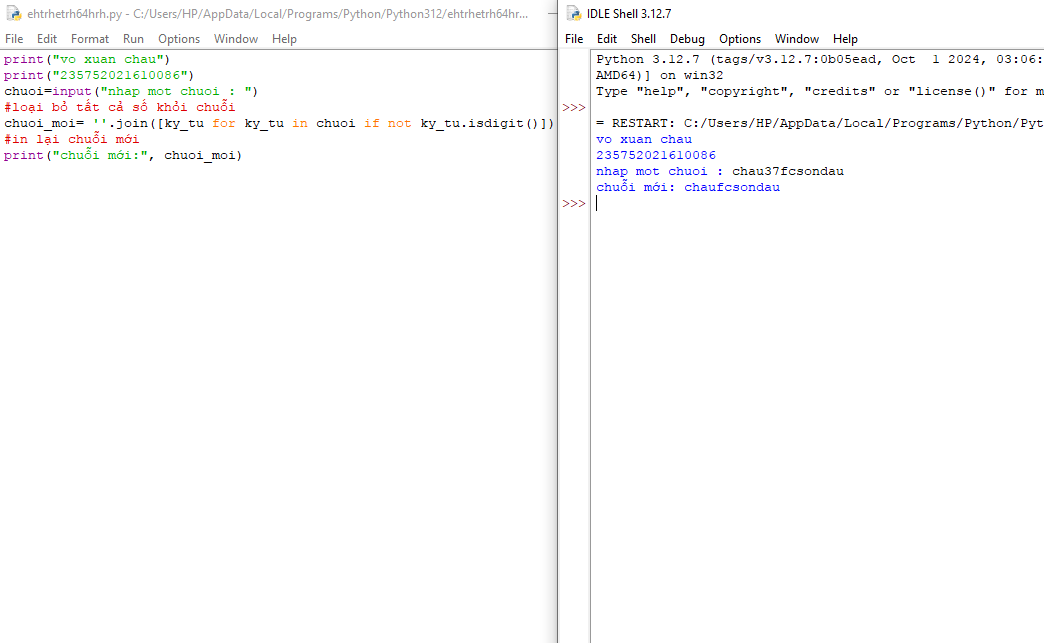 ehtrhetrh64hrh.py - C:/Users/HP/AppData/Local/Programs/Python/Python312/ehtrhetrh64hr...
File Edit Format Run Options Window Help
print("vo xuan chau")
print("235752021610086")
chuoi=input("nhap mot chuoi : ")
#loại bỏ tất cả số khỏi chuỗi
chuoi_moi= ''.join([ky_tu for ky_tu in chuoi if not ky_tu.isdigit()])
#in lại chuỗi mới
print("chuỗi mới:", chuoi_moi)
IDLE Shell 3.12.7
File Edit Shell Debug Options Window Help
Python 3.12.7 (tags/v3.12.7:0b05ead, Oct  1 2024, 03:06:
AMD64)] on win32
Type "help", "copyright", "credits" or "license()" for m
>>>
= RESTART: C:/Users/HP/AppData/Local/Programs/Python/Pyt
vo xuan chau
235752021610086
nhap mot chuoi : chau37fcsondau
chuỗi mới: chaufcsondau
>>>